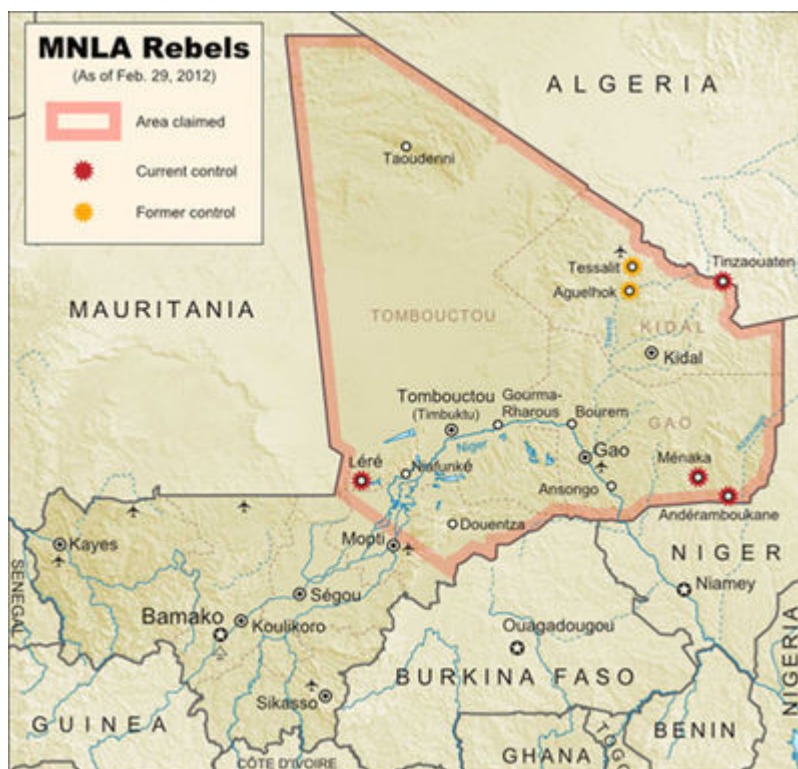 MNLA Rebels
(As of Feb. 29, 2012)
Area claimed
Current control
Former control
ALGERIA
Taoudenni
Tessalit
Tinzaouaten
Aguelhok
MAURITANIA
TOMBOUCTOU
KIDAL
Kidal
Tombouctou
(Timbuktu)
Gourma-
Rharous
Bourem
GAO
Niger
Gao
Léré
Niafunké
Ménaka
Ansongo
Andéramboukane
Douentza
Kayes
Mopti
NIGER
SENEGAL
Niamey
Ségou
Bamako
Koulikoro
Ouagadougou
BURKINA FASO
NIGERIA
Sikasso
GUINEA
BENIN
TOGO
GHANA
CÔTE D'IVOIRE